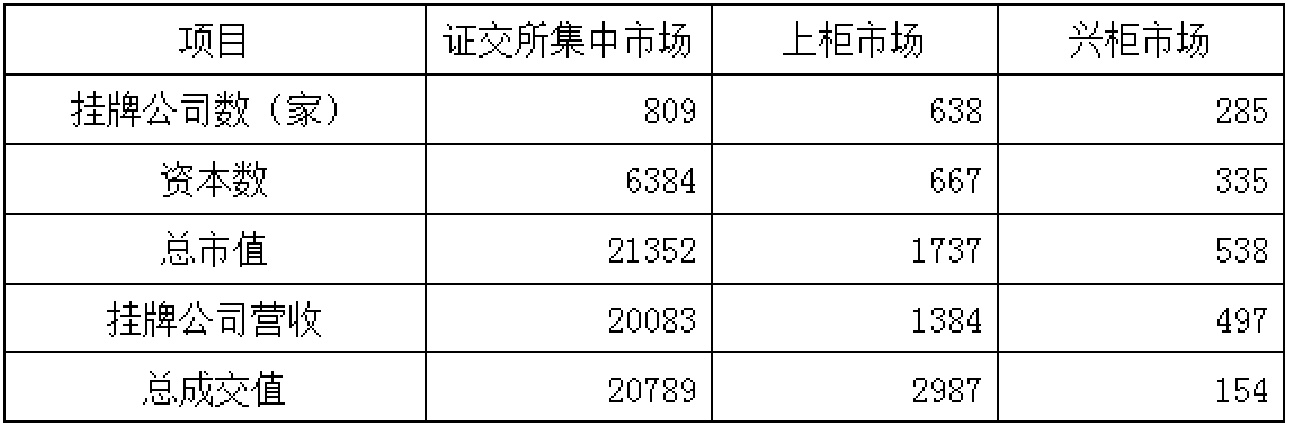 项目 证交所集中市场 上柜市场 兴柜市场
挂牌公司数（家） 809 638 285
资本数 6384 667 335
总市值 21352 1737 538
挂牌公司营收 20083 1384 497
总成交值 20789 2987 154